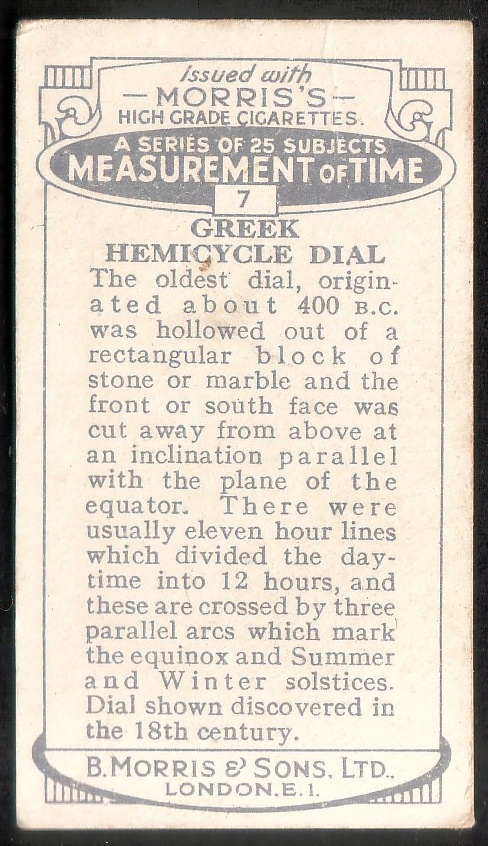 issued with
— MORRIS'S —
HIGH GRADE CIGARETTES.
A SERIES OF 25 SUBJECTS
MEASUREMENT OF TIME
7
GREEK
HEMICYCLE DIAL
The oldest dial, origin-
ated about 400 B.C.
was hollowed out of a
rectangular block of
stone or marble and the
front or south face was
cut away from above at
an inclination parallel
with the plane of the
equator. There were
usually eleven hour lines
which divided the day-
time into 12 hours, and
these are crossed by three
parallel arcs which mark
the equinox and Summer
and Winter solstices.
Dial shown discovered in
the 18th century.
B. MORRIS & SONS, LTD.,
LONDON, E.1.